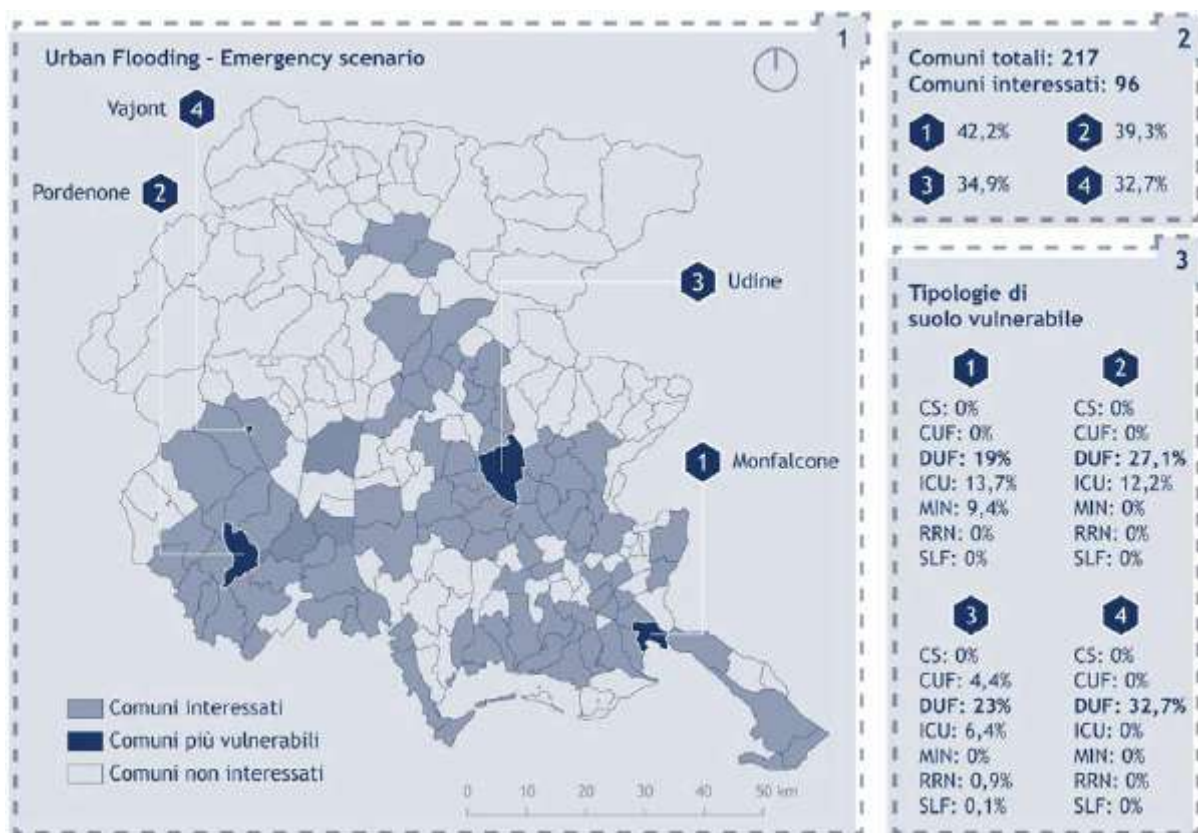 1
Urban Flooding - Emergency scenario
Vajont 4
Pordenone 2
3 Udine
1 Monfalcone
Comuni interessati
Comuni più vulnerabili
Comuni non interessati
0 10 20 30 40 50 km
2
Comuni totali: 217
Comuni interessati: 96
1 42,2% 2 39,3%
3 34,9% 4 32,7%
3
Tipologie di
suolo vulnerabile
1 2
CS: 0% CS: 0%
CUF: 0% CUF: 0%
DUF: 19% DUF: 27,1%
ICU: 13,7% ICU: 12,2%
MIN: 9,4% MIN: 0%
RRN: 0% RRN: 0%
SLF: 0% SLF: 0%
3 4
CS: 0% CS: 0%
CUF: 4,4% CUF: 0%
DUF: 23% DUF: 32,7%
ICU: 6,4% ICU: 0%
MIN: 0% MIN: 0%
RRN: 0,9% RRN: 0%
SLF: 0,1% SLF: 0%